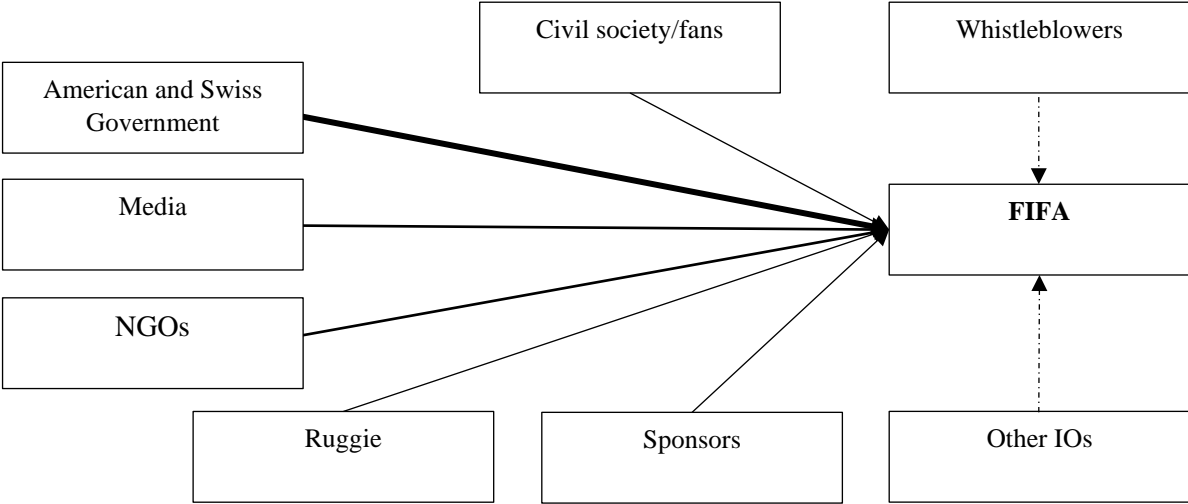 Civil society/fans
Whistleblowers
American and Swiss
Government
Media
FIFA
NGOs
Ruggie
Sponsors
Other IOs